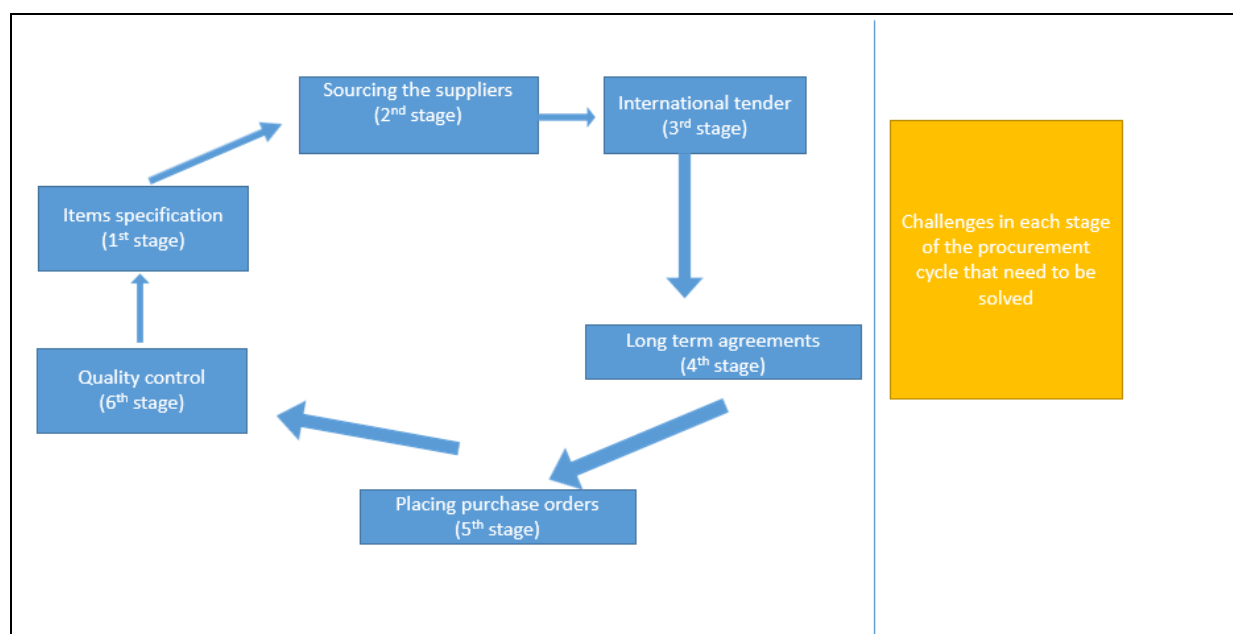 Sourcing the suppliers
(2nd stage)
International tender
(3rd stage)
Items specification
(1st stage)
Challenges in each stage
of the procurement
cycle that need to be
solved
Long term agreements
(4th stage)
Quality control
(6th stage)
Placing purchase orders
(5th stage)